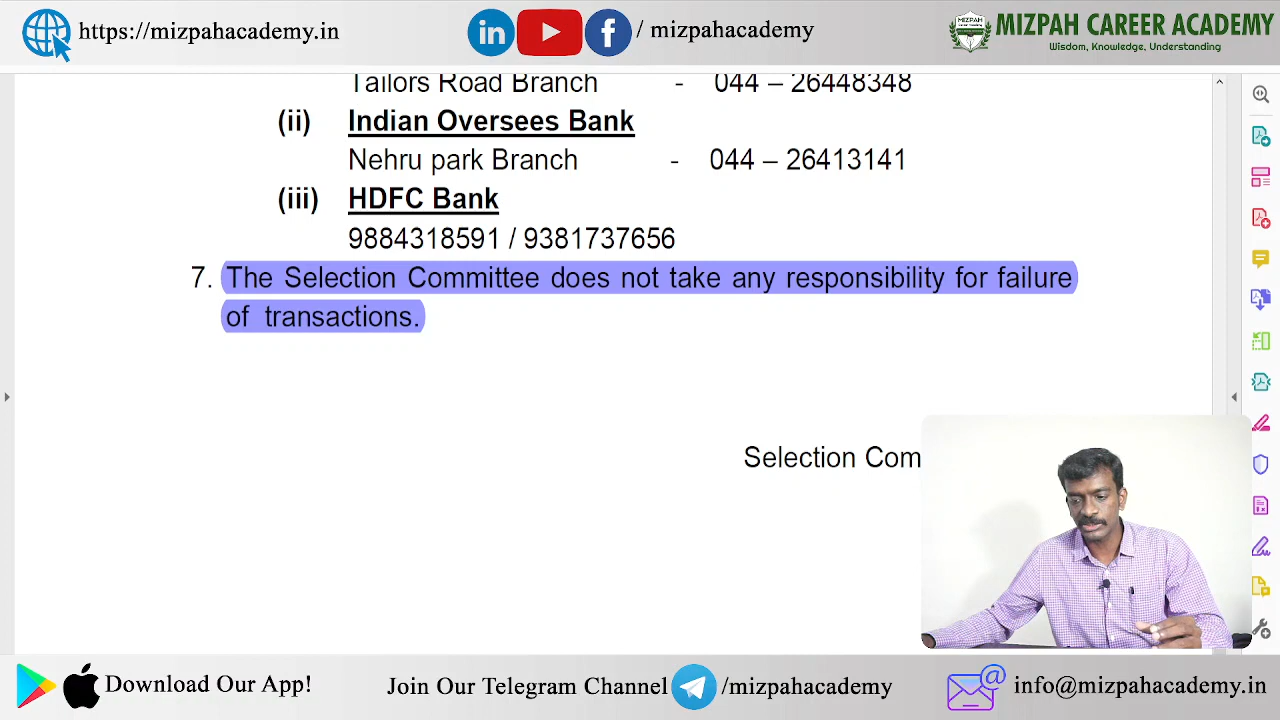 https://mizpahacademy.in
in
f
/ mizpahacademy
MIZPAH
MIZPAH CAREER ACADEMY
Wisdom, Knowledge, Understanding
Tailors Road Branch - 044 – 26448348
(ii) Indian Oversees Bank
Nehru park Branch - 044 – 26413141
(iii) HDFC Bank
9884318591 / 9381737656
7. The Selection Committee does not take any responsibility for failure
of transactions.
Selection Com
Download Our App!
Join Our Telegram Channel
/mizpahacademy
@
info@mizpahacademy.in